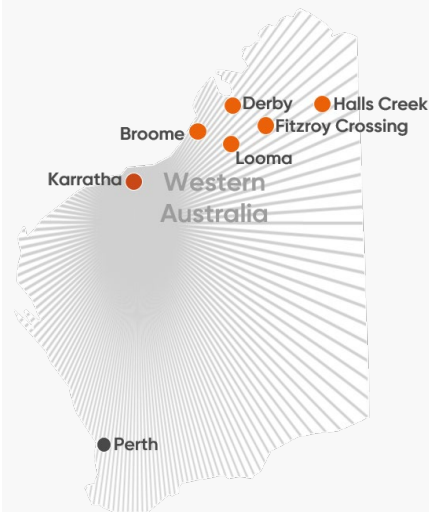 Derby
Halls Creek
Fitzroy Crossing
Broome
Looma
Karratha
Western
Australia
Perth